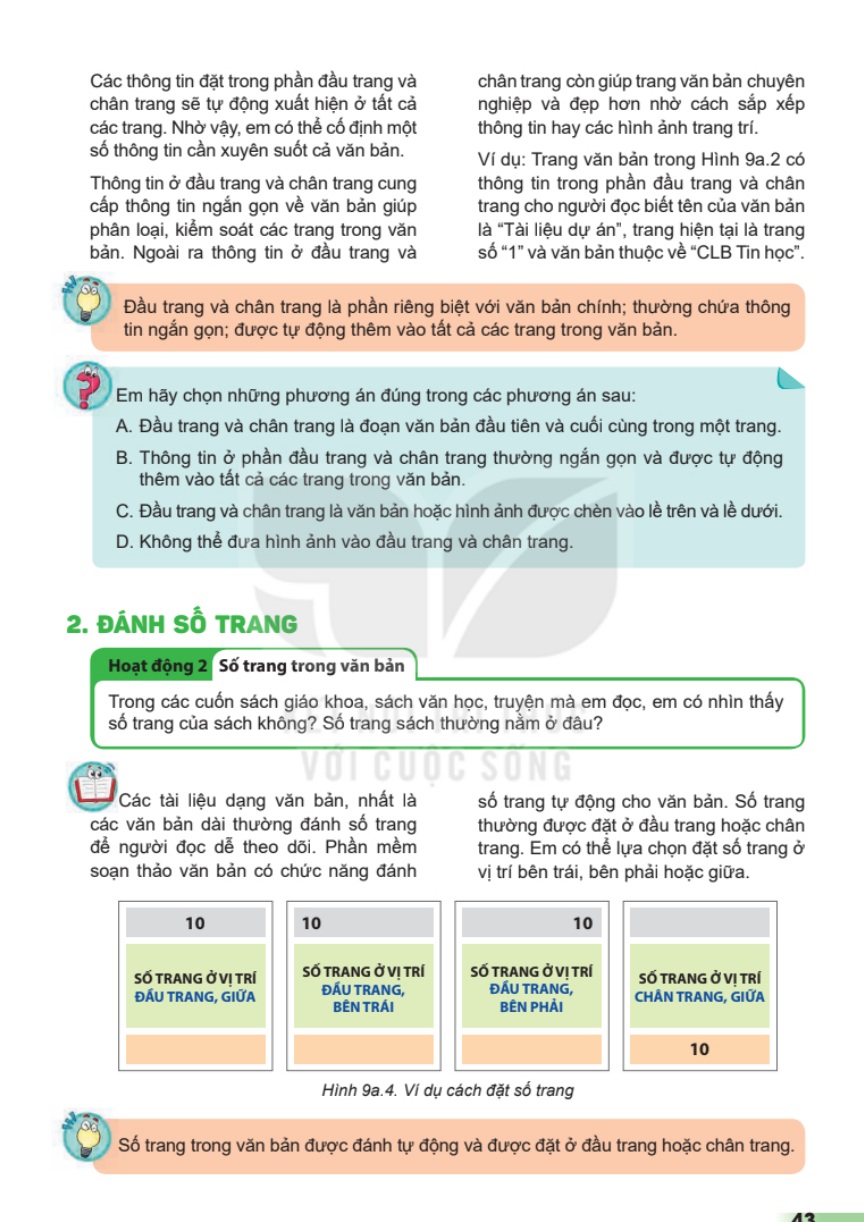 Các thông tin đặt trong phần đầu trang và
chân trang sẽ tự động xuất hiện ở tất cả
các trang. Nhờ vậy, em có thể cố định một
số thông tin cần xuyên suốt cả văn bản.
Thông tin ở đầu trang và chân trang cung
cấp thông tin ngắn gọn về văn bản giúp
phân loại, kiểm soát các trang trong văn
bản. Ngoài ra thông tin ở đầu trang và
chân trang còn giúp trang văn bản chuyên
nghiệp và đẹp hơn nhờ cách sắp xếp
thông tin hay các hình ảnh trang trí.
Ví dụ: Trang văn bản trong Hình 9a.2 có
thông tin trong phần đầu trang và chân
trang cho người đọc biết tên của văn bản
là “Tài liệu dự án”, trang hiện tại là trang
số “1” và văn bản thuộc về “CLB Tin học”.
Đầu trang và chân trang là phần riêng biệt với văn bản chính; thường chứa thông
tin ngắn gọn; được tự động thêm vào tất cả các trang trong văn bản.
Em hãy chọn những phương án đúng trong các phương án sau:
A. Đầu trang và chân trang là đoạn văn bản đầu tiên và cuối cùng trong một trang.
B. Thông tin ở phần đầu trang và chân trang thường ngắn gọn và được tự động
thêm vào tất cả các trang trong văn bản.
C. Đầu trang và chân trang là văn bản hoặc hình ảnh được chèn vào lề trên và lề dưới.
D. Không thể đưa hình ảnh vào đầu trang và chân trang.
2. ĐÁNH SỐ TRANG
Hoạt động 2 Số trang trong văn bản
Trong các cuốn sách giáo khoa, sách văn học, truyện mà em đọc, em có nhìn thấy
số trang của sách không? Số trang sách thường nằm ở đâu?
KẾT NỐI TRI THỨC
VỚI CUỘC SỐNG
Các tài liệu dạng văn bản, nhất là
các văn bản dài thường đánh số trang
để người đọc dễ theo dõi. Phần mềm
soạn thảo văn bản có chức năng đánh
số trang tự động cho văn bản. Số trang
thường được đặt ở đầu trang hoặc chân
trang. Em có thể lựa chọn đặt số trang ở
vị trí bên trái, bên phải hoặc giữa.
10
SỐ TRANG Ở VỊ TRÍ
ĐẦU TRANG, GIỮA
10
SỐ TRANG Ở VỊ TRÍ
ĐẦU TRANG,
BÊN TRÁI
10
SỐ TRANG Ở VỊ TRÍ
ĐẦU TRANG,
BÊN PHẢI
SỐ TRANG Ở VỊ TRÍ
CHÂN TRANG, GIỮA
10
Hình 9a.4. Ví dụ cách đặt số trang
Số trang trong văn bản được đánh tự động và được đặt ở đầu trang hoặc chân trang.
43